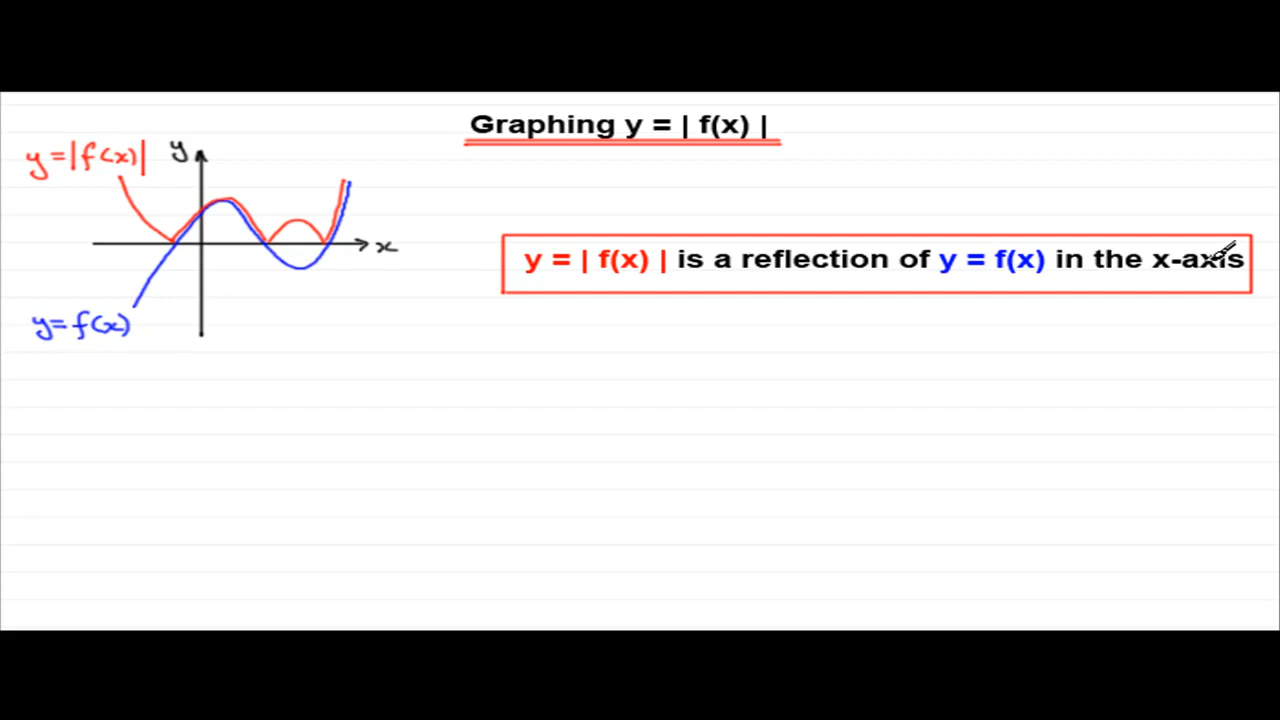 Graphing y = | f(x) |
y=|f(x)|
y
x
y = | f(x) | is a reflection of y = f(x) in the x-axis
y=f(x)